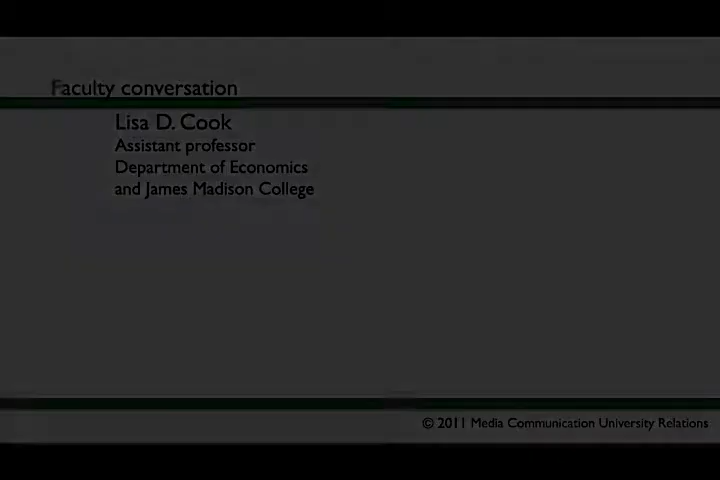 Faculty conversation
Lisa D. Cook
Assistant professor
Department of Economics
and James Madison College
© 2011 Media Communication University Relations